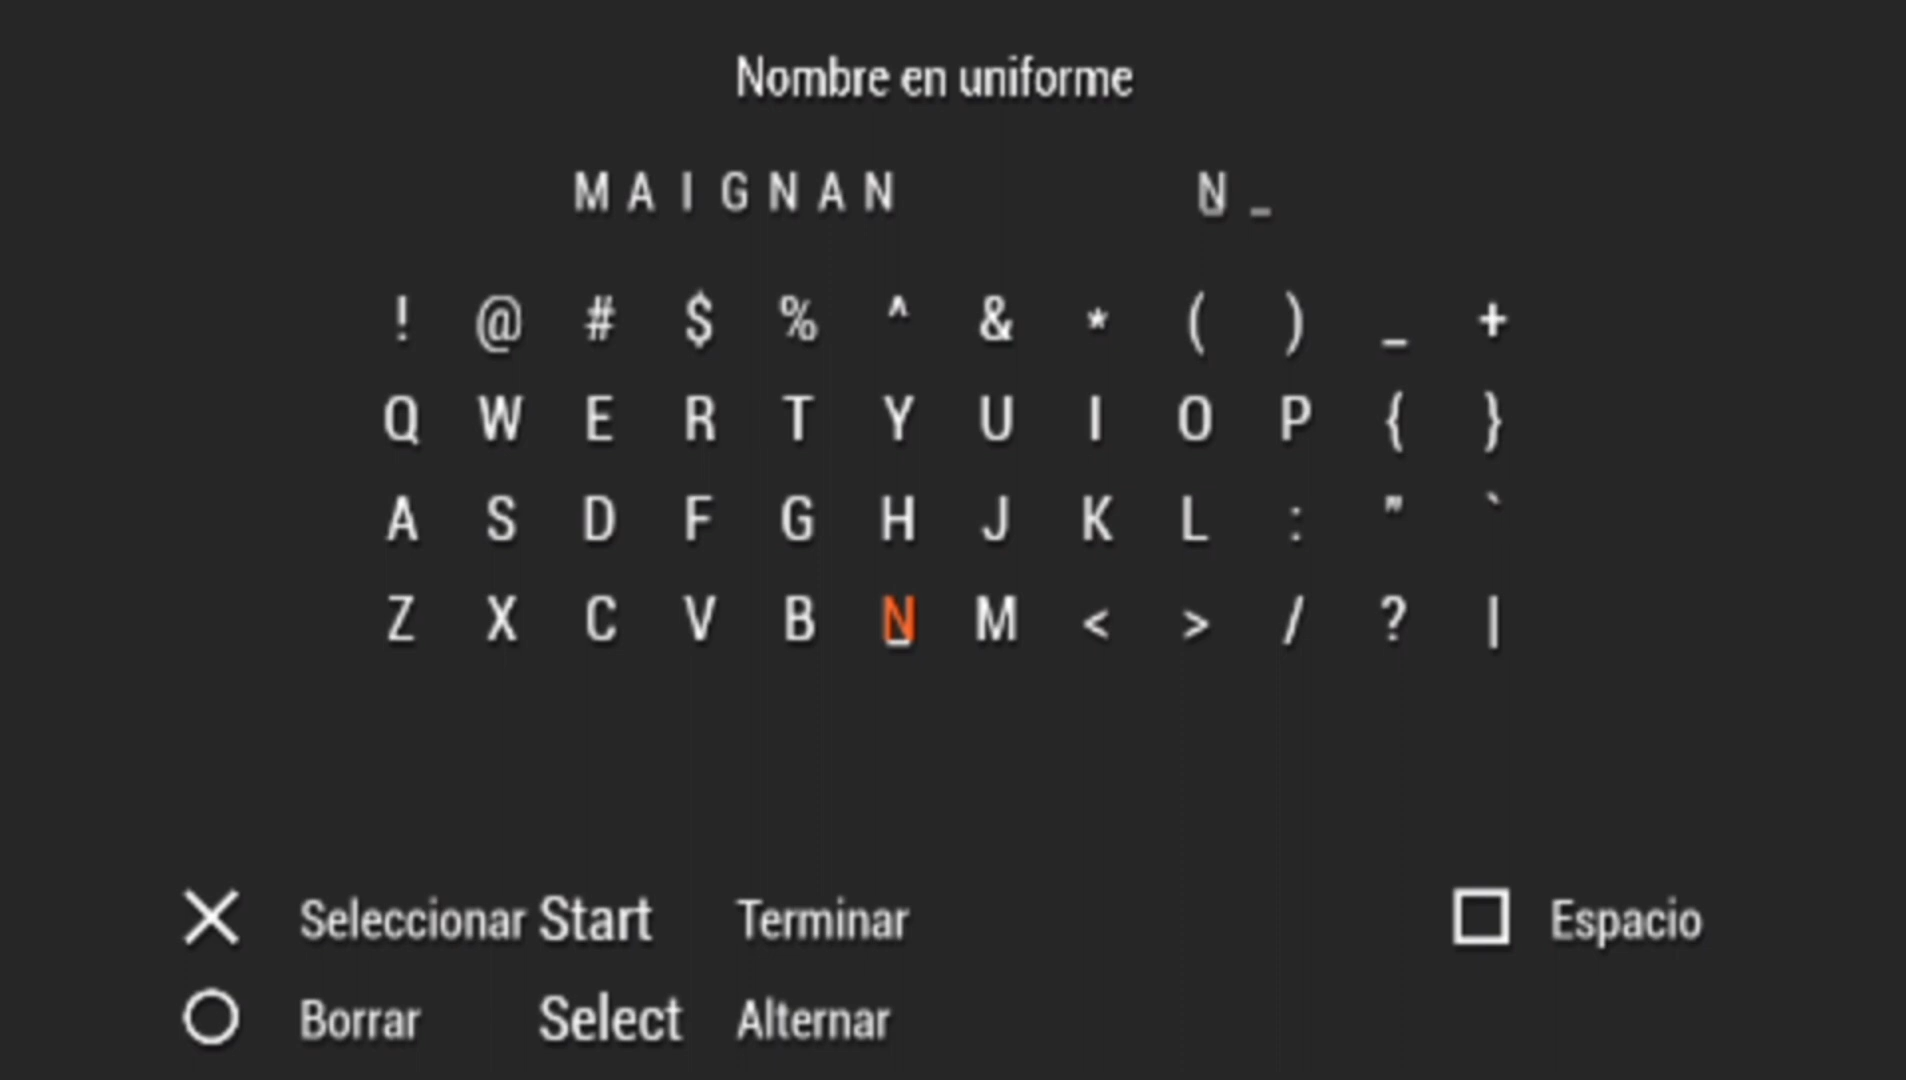 Nombre en uniforme
MAIGNAN N_
! @ # $ % ^ & * ( ) _ +
Q W E R T Y U I O P { }
A S D F G H J K L : " `
Z X C V B N M < > / ? |
Seleccionar Start Terminar Espacio
Borrar Select Alternar